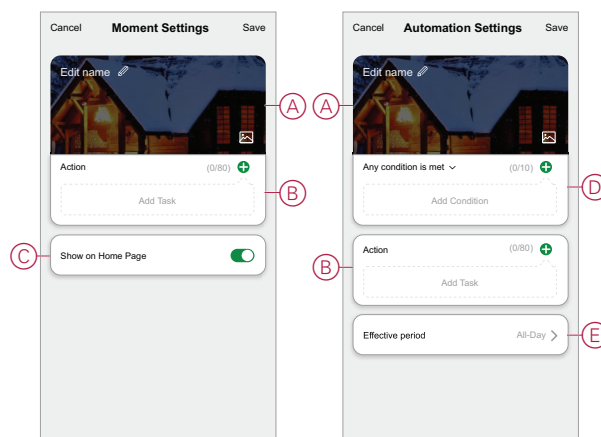 Cancel Moment Settings Save
Edit name
A
Action (0/80)
Add Task
B
C
Show on Home Page
Cancel Automation Settings Save
Edit name
A
Any condition is met (0/10)
Add Condition
D
Action (0/80)
Add Task
B
Effective period All-Day
E